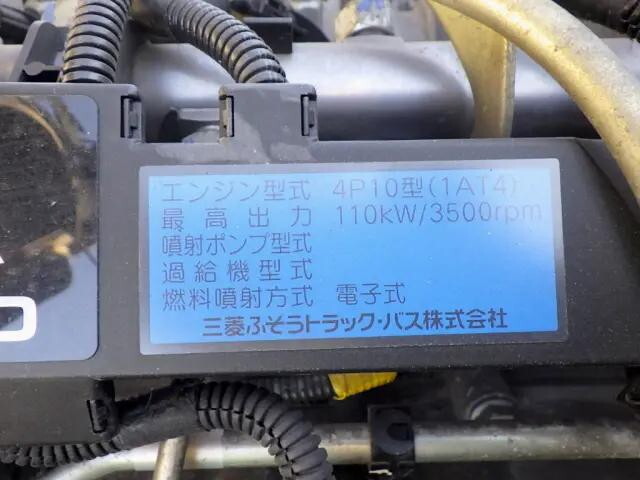 エンジン型式 4P10型(1AT4)
最高出力 110kW/3500rpm
噴射ポンプ型式
過給機型式
燃料噴射方式 電子式
三菱ふそうトラック・バス株式会社